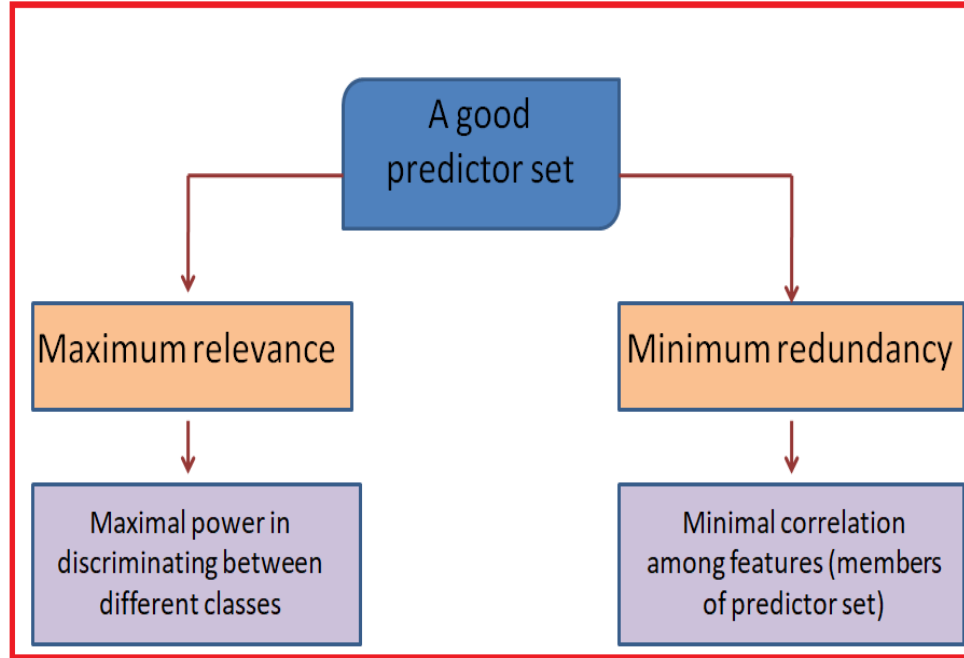 A good
predictor set
Maximum relevance
Minimum redundancy
Maximal power in
discriminating between
different classes
Minimal correlation
among features (members
of predictor set)